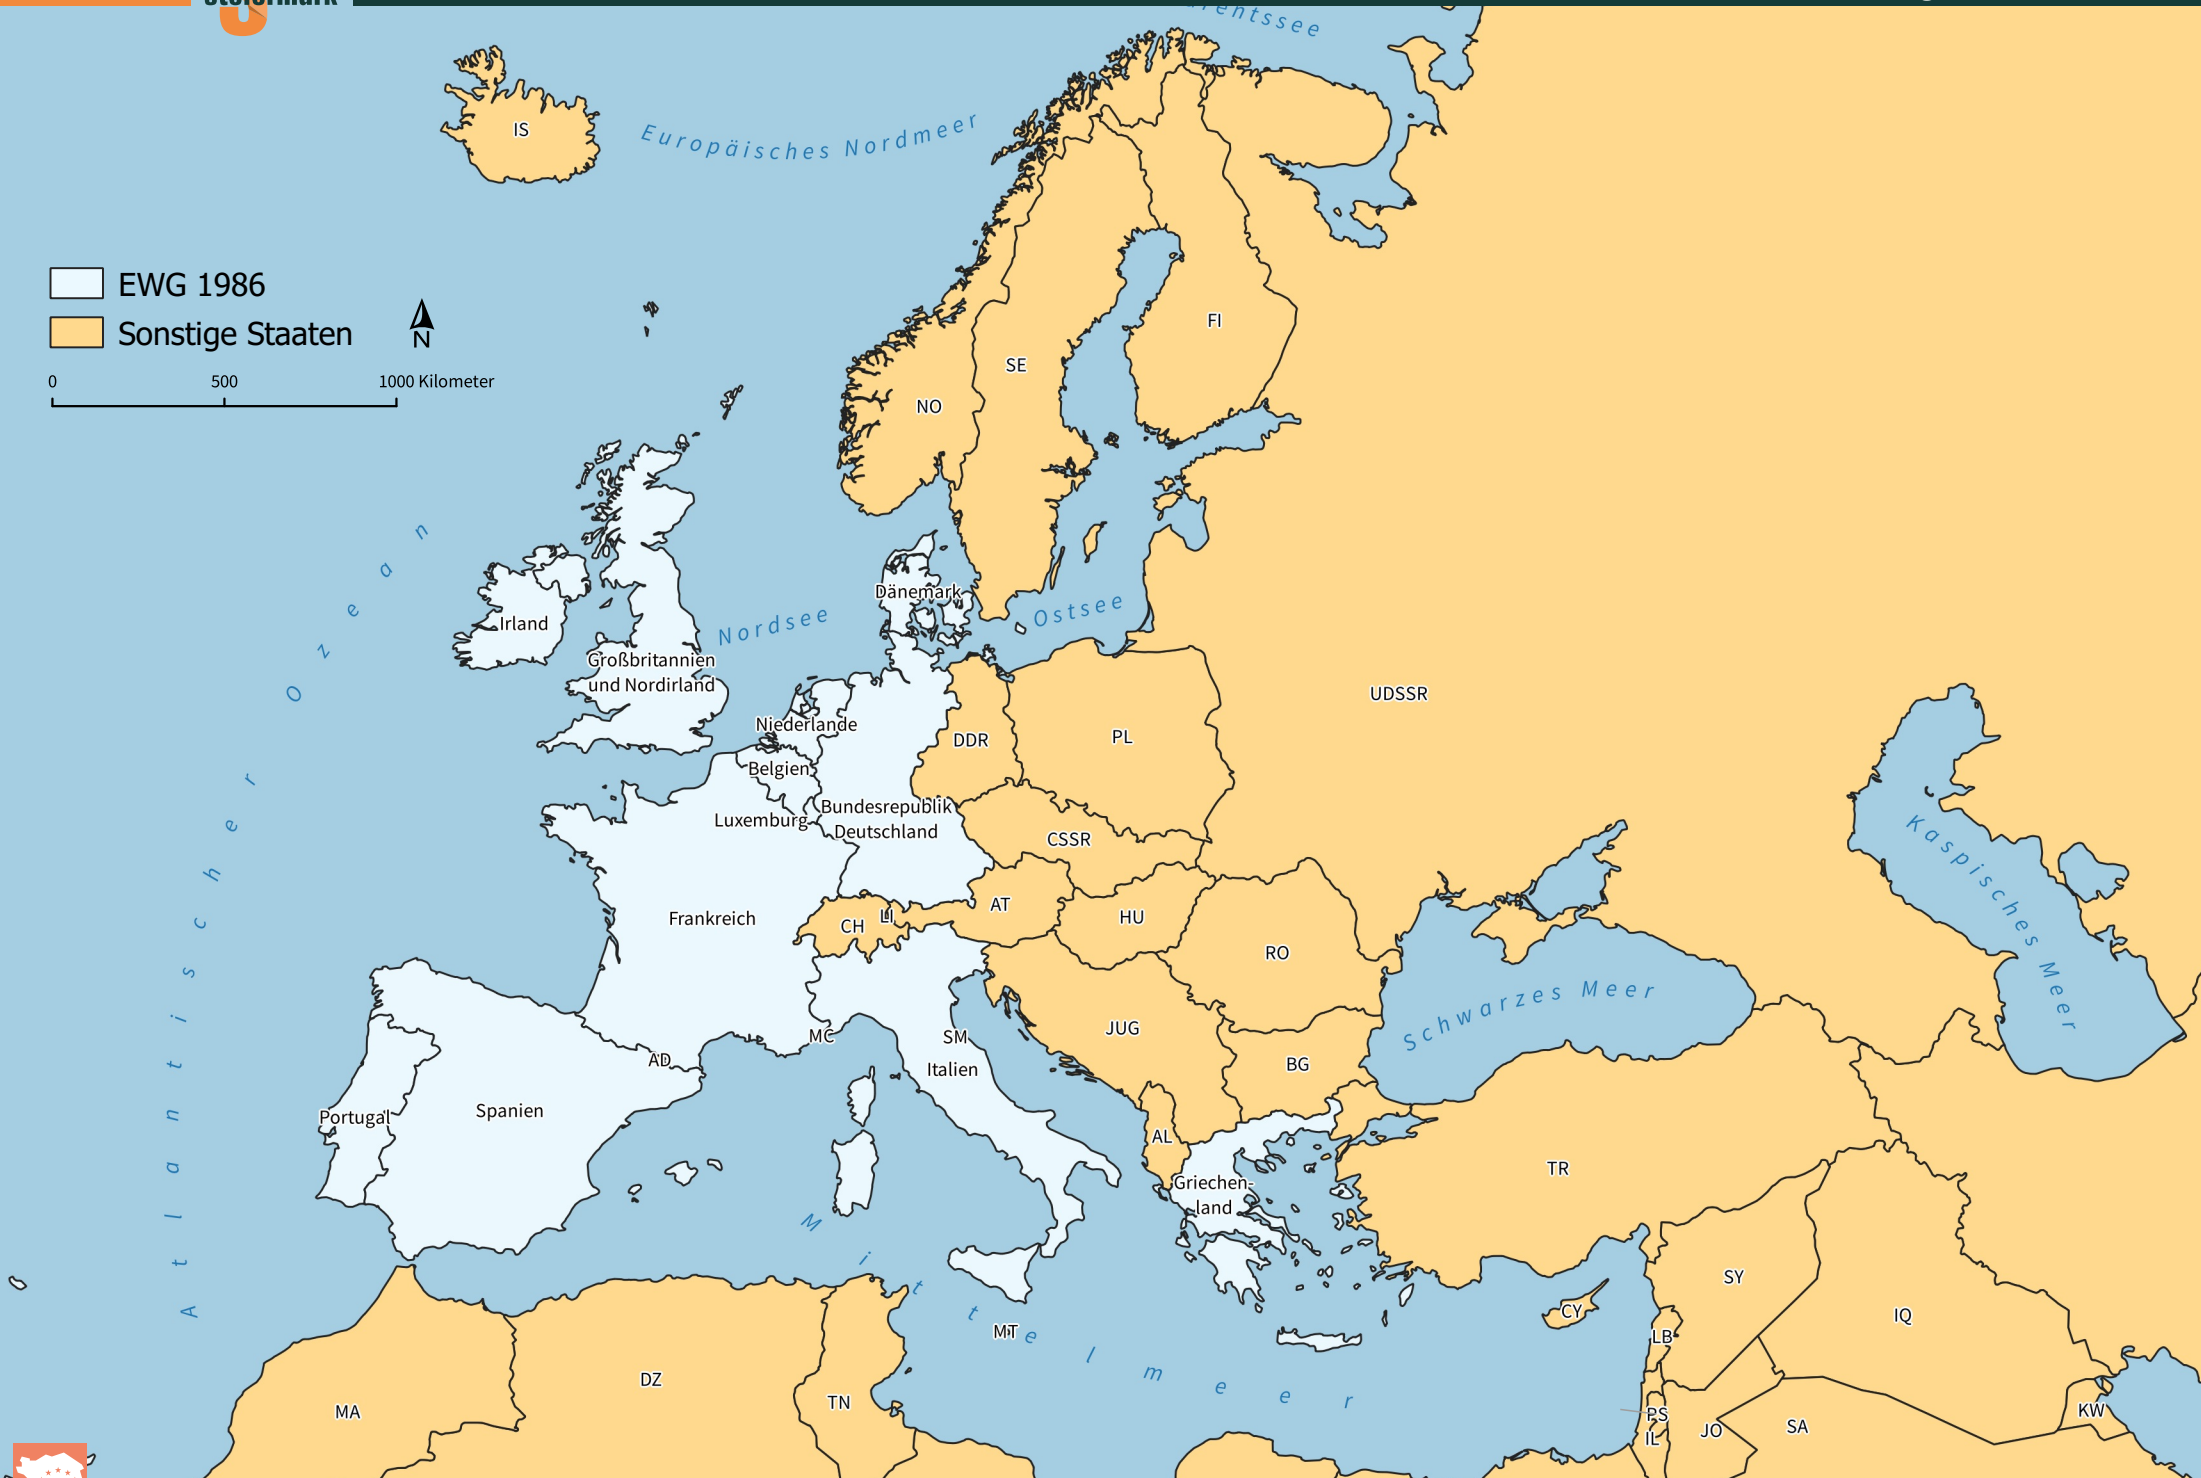 Steiermark
rentssee
IS
Europäisches Nordmeer
EWG 1986
Sonstige Staaten
N
0 500 1000 Kilometer
FI
SE
NO
Atlantischer Ozean
Dänemark
Irland
Nordsee
Ostsee
Großbritannien
und Nordirland
UDSSR
Niederlande
DDR
PL
Belgien
Bundesrepublik
Deutschland
Luxemburg
CSSR
Kaspisches Meer
Frankreich
CH
LI
AT
HU
RO
Schwarzes Meer
MC
SM
JUG
AD
Italien
BG
Portugal
Spanien
AL
TR
Griechen-
land
Mittelmeer
SY
CY
IQ
MT
LB
DZ
TN
MA
PS
IL
JO
SA
KW